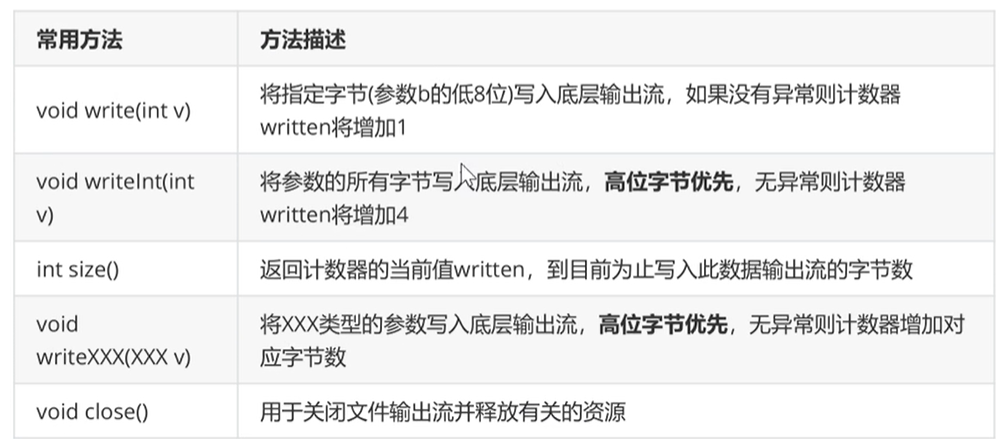 常用方法 方法描述
void write(int v) 将指定字节(参数b的低8位)写入底层输出流，如果没有异常则计数器
written将增加1
void writeInt(int 将参数的所有字节写入底层输出流，高位字节优先，无异常则计数器
v) written将增加4
int size() 返回计数器的当前值written，到目前为止写入此数据输出流的字节数
void 将XXX类型的参数写入底层输出流，高位字节优先，无异常则计数器增加对
writeXXX(XXX v) 应字节数
void close() 用于关闭文件输出流并释放有关的资源